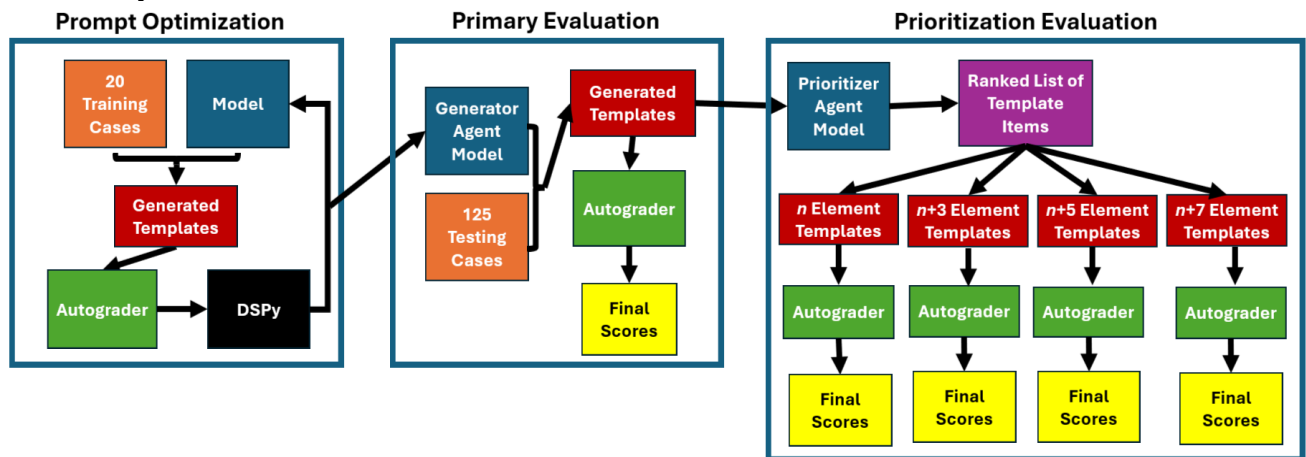 Prompt Optimization
20
Training
Cases
Model
Generated
Templates
Autograder
DSPy
Primary Evaluation
Generator
Agent
Model
125
Testing
Cases
Generated
Templates
Autograder
Final
Scores
Prioritization Evaluation
Prioritizer
Agent
Model
Ranked List of
Template
Items
n Element
Templates
n+3 Element
Templates
n+5 Element
Templates
n+7 Element
Templates
Autograder
Autograder
Autograder
Autograder
Final
Scores
Final
Scores
Final
Scores
Final
Scores